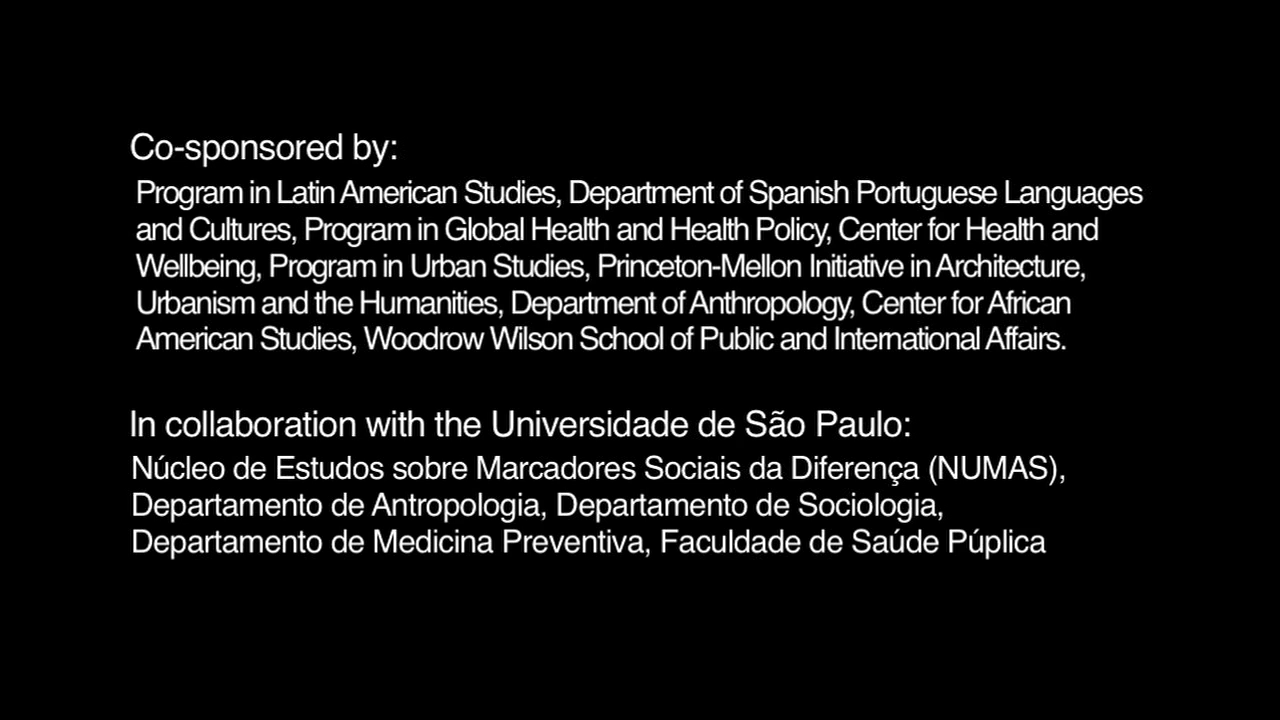 Co-sponsored by:
Program in Latin American Studies, Department of Spanish Portuguese Languages
and Cultures, Program in Global Health and Health Policy, Center for Health and
Wellbeing, Program in Urban Studies, Princeton-Mellon Initiative in Architecture,
Urbanism and the Humanities, Department of Anthropology, Center for African
American Studies, Woodrow Wilson School of Public and International Affairs.
In collaboration with the Universidade de São Paulo:
Núcleo de Estudos sobre Marcadores Sociais da Diferença (NUMAS),
Departamento de Antropologia, Departamento de Sociologia,
Departamento de Medicina Preventiva, Faculdade de Saúde Púplica